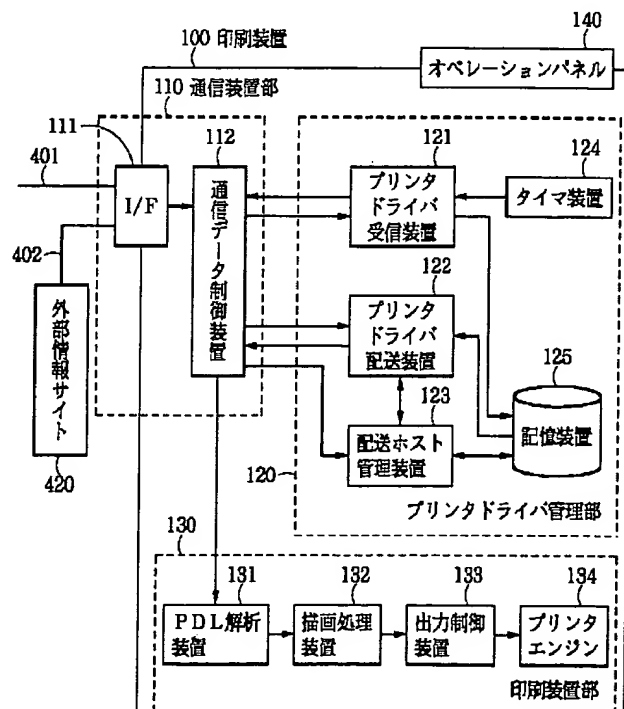 100 印刷装置
140
オペレーションパネル
110 通信装置部
111
112
401
I/F
通信データ制御装置
121
プリンタ
ドライバ
受信装置
124
タイマ装置
402
外部情報サイト
420
122
プリンタ
ドライバ
配送装置
125
記憶装置
123
配送ホスト
管理装置
120
プリンタドライバ管理部
130
131
PDL解析
装置
132
描画処理
装置
133
出力制御
装置
134
プリンタ
エンジン
印刷装置部